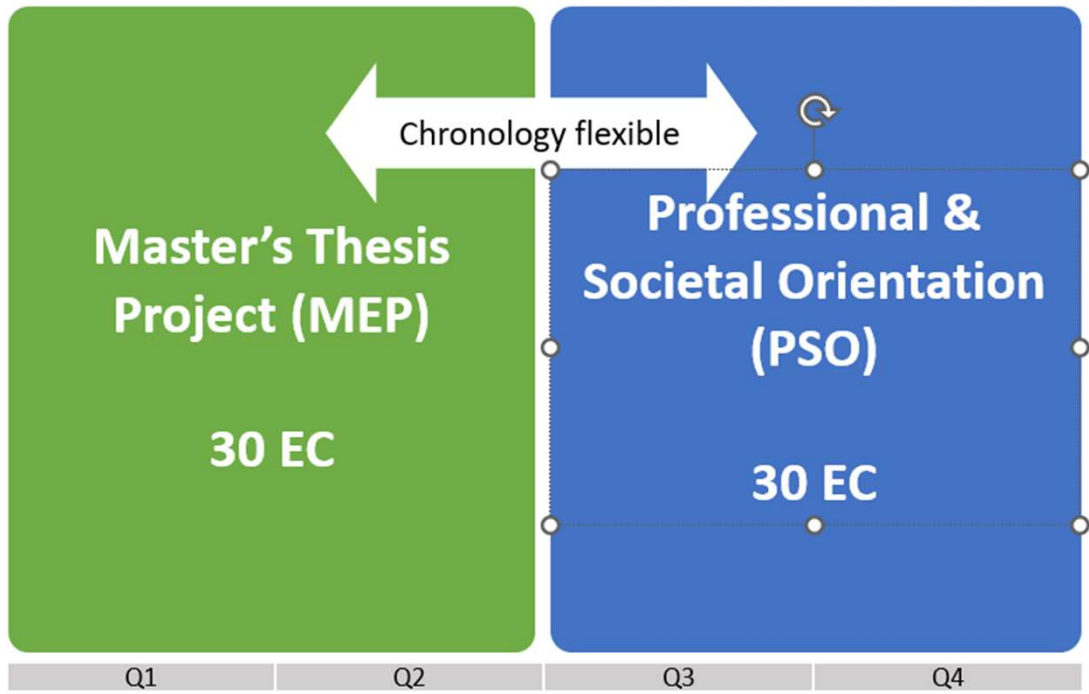 Chronology flexible
Master’s Thesis
Project (MEP)
30 EC
Professional &
Societal Orientation
(PSO)
30 EC
Q1 Q2 Q3 Q4